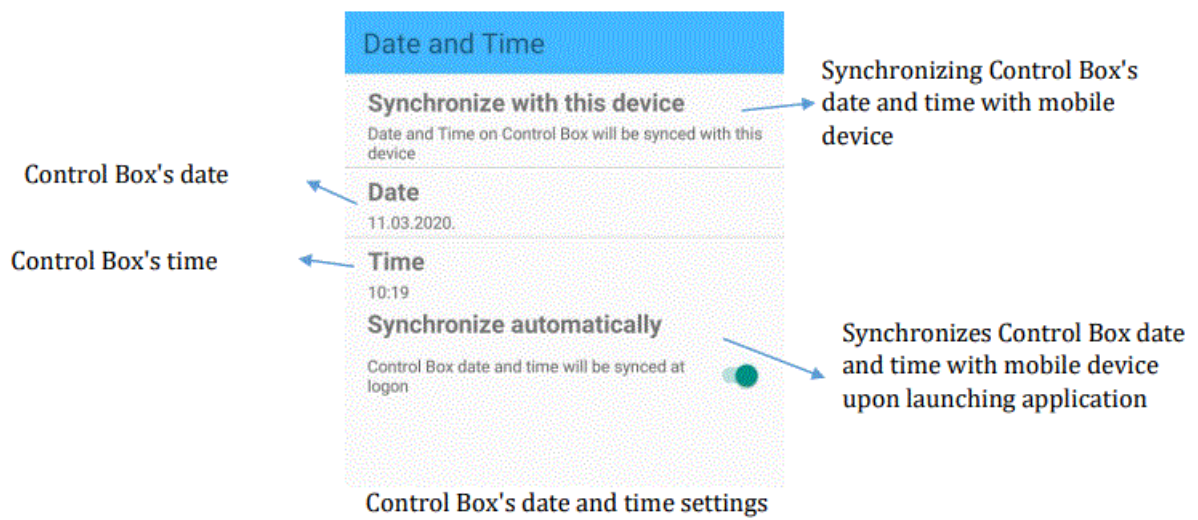 Date and Time
Synchronize with this device
Date and Time on Control Box will be synced with this
device
Synchronizing Control Box's
date and time with mobile
device
Control Box's date
Date
11.03.2020.
Control Box's time
Time
10:19
Synchronize automatically
Control Box date and time will be synced at
logon
Synchronizes Control Box date
and time with mobile device
upon launching application
Control Box's date and time settings